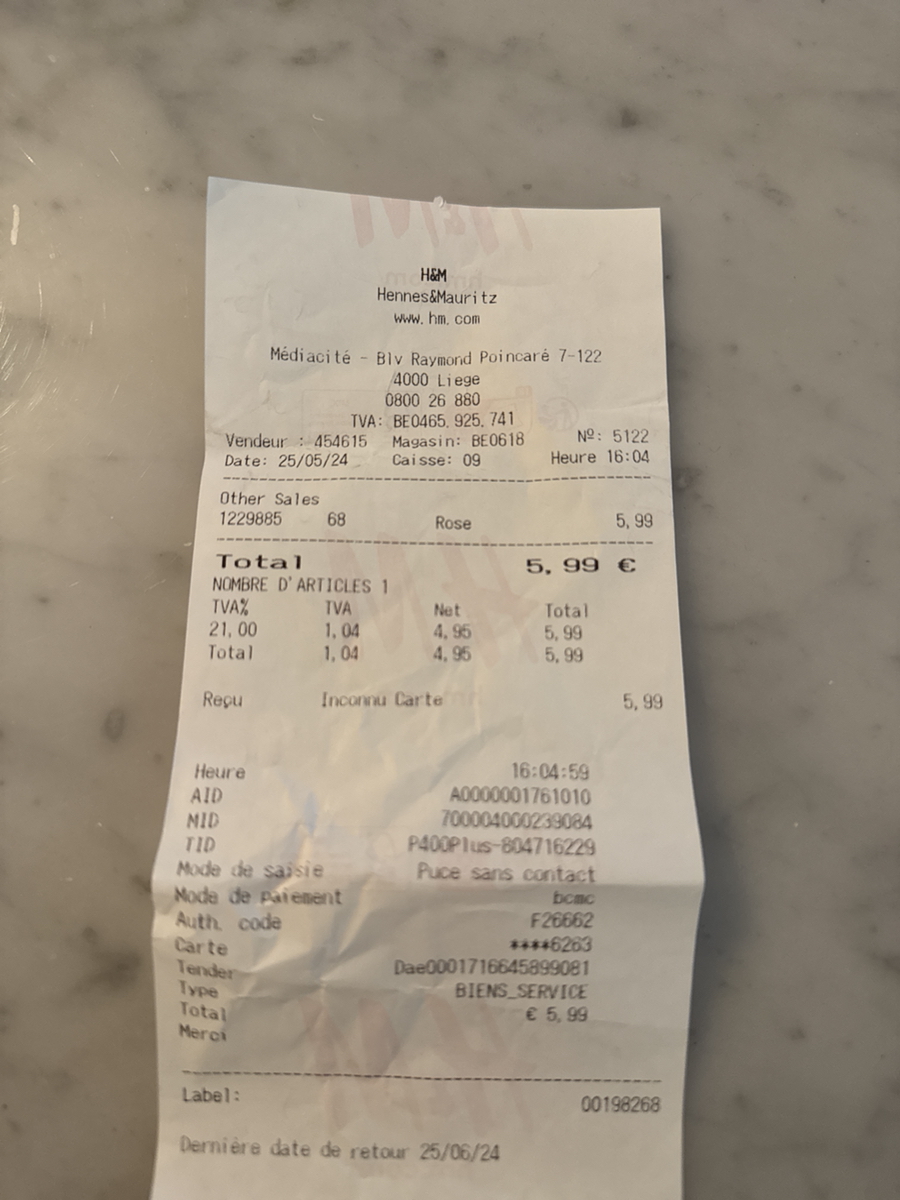 H&M
Hennes&Mauritz
www.hm.com
Médiacité - Blv Raymond Poincaré 7-122
4000 Liege
0800 26 880
TVA: BE0465.925.741
Vendeur : 454615 Magasin: BE0618 Nº: 5122
Date: 25/05/24 Caisse: 09 Heure 16:04
Other Sales
1229885 68 Rose 5,99
Total 5,99 €
NOMBRE D'ARTICLES 1
TVA% TVA Net Total
21,00 1,04 4,95 5,99
Total 1,04 4,95 5,99
Reçu Inconnu Carte 5,99
Heure 16:04:59
AID A0000001761010
MID 700004000239084
TID P400Plus-804716229
Mode de saisie Puce sans contact
Mode de paiement bcmc
Auth. code F26662
Carte ****6263
Tender Dae0001716645899081
Type BIENS_SERVICE
Total € 5,99
Merci
Label: 00198268
Dernière date de retour 25/06/24